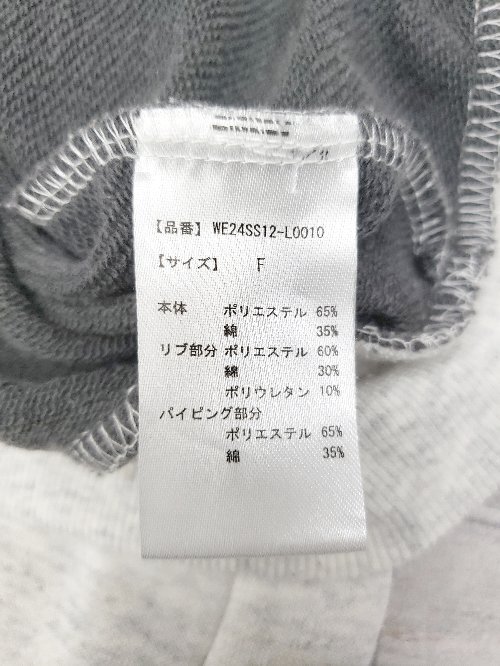 【品番】 WE24SS12-L0010
【サイズ】 F
本体 ポリエステル 65%
綿 35%
リブ部分 ポリエステル 60%
綿 30%
ポリウレタン 10%
パイピング部分
ポリエステル 65%
綿 35%